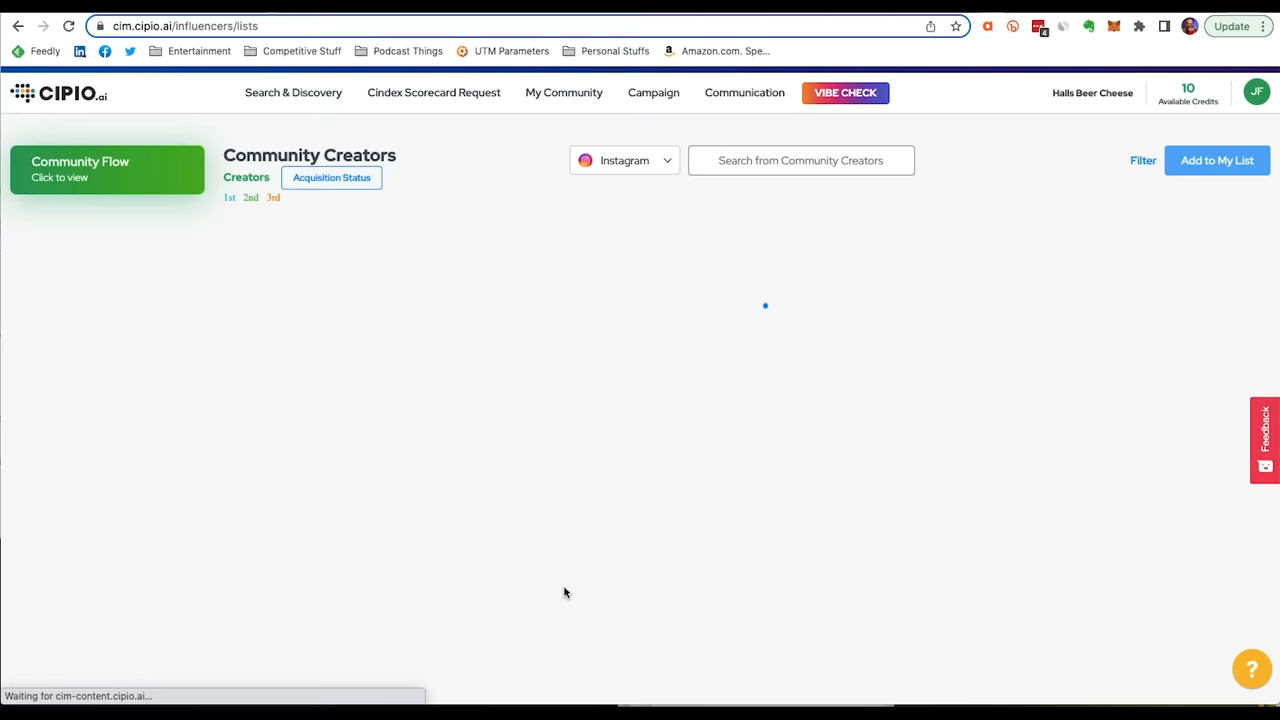 cim.cipio.ai/influencers/lists
4
Update
Feedly
Entertainment
Competitive Stuff
Podcast Things
UTM Parameters
Personal Stuffs
Amazon.com. Spe...
CIPIO.ai
Search & Discovery
Cindex Scorecard Request
My Community
Campaign
Communication
VIBE CHECK
Halls Beer Cheese
10
Available Credits
JF
Community Flow
Click to view
Community Creators
Creators
Acquisition Status
1st 2nd 3rd
Instagram
Search from Community Creators
Filter
Add to My List
Feedback
?
Waiting for cim-content.cipio.ai...